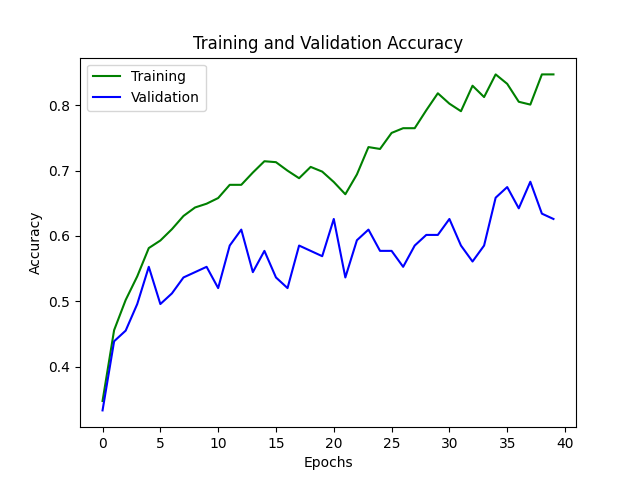 Training and Validation Accuracy
Training
Validation
Accuracy
0.8
0.7
0.6
0.5
0.4
0 5 10 15 20 25 30 35 40
Epochs